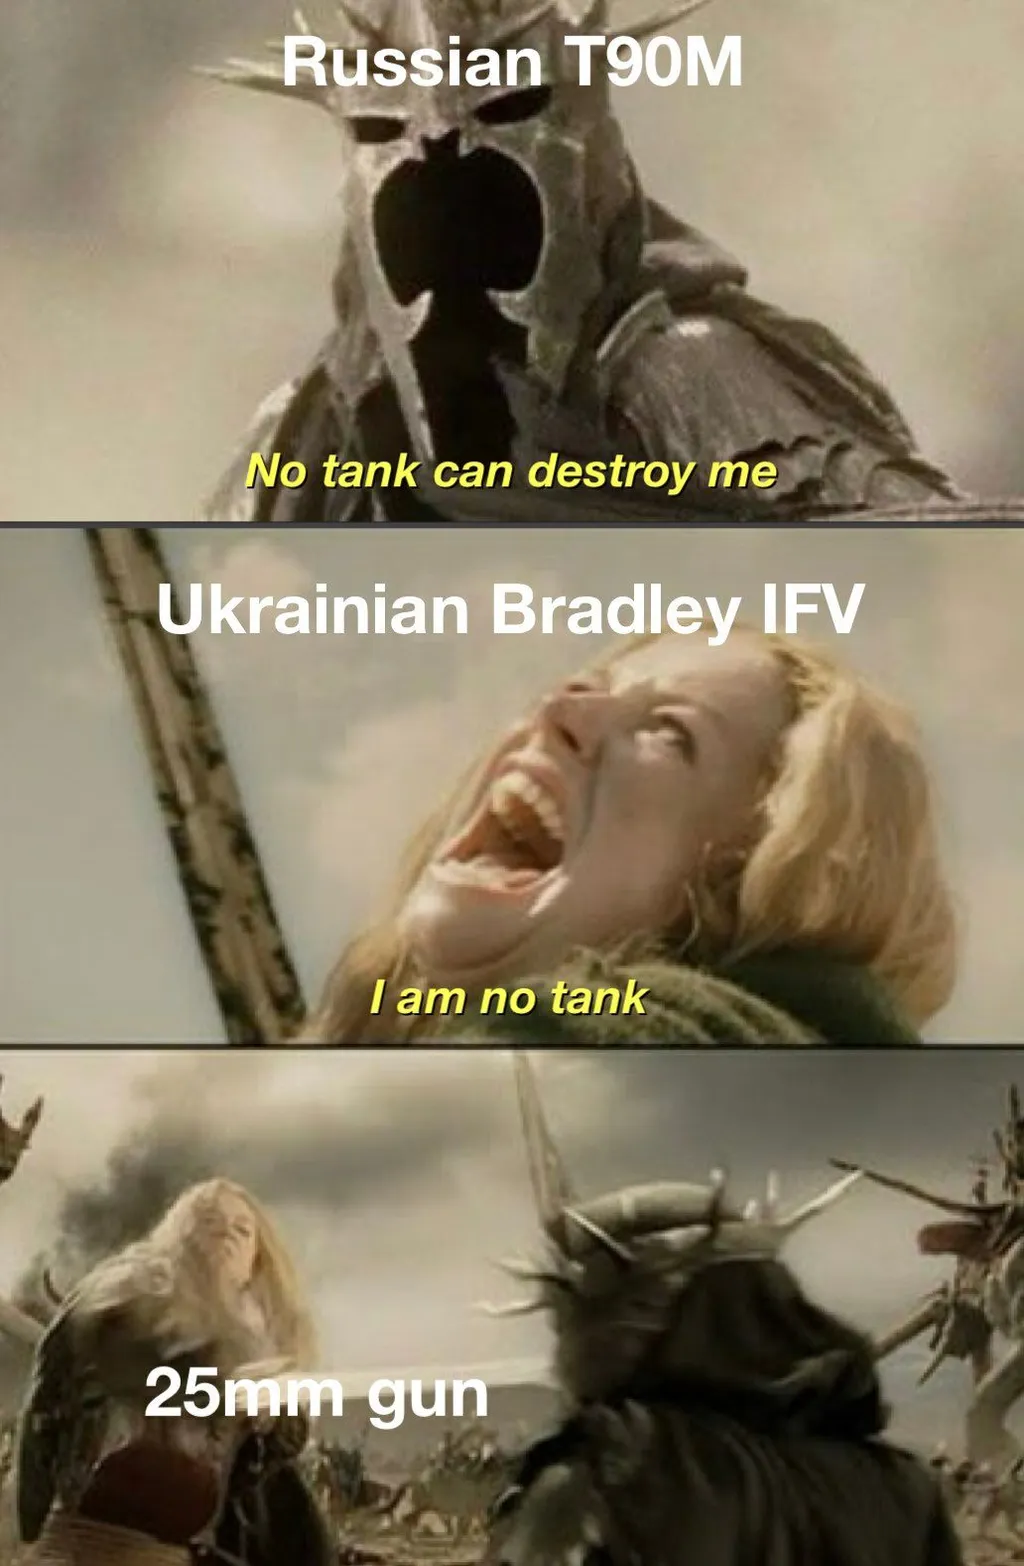 Russian T90M
No tank can destroy me
Ukrainian Bradley IFV
I am no tank
25mm gun